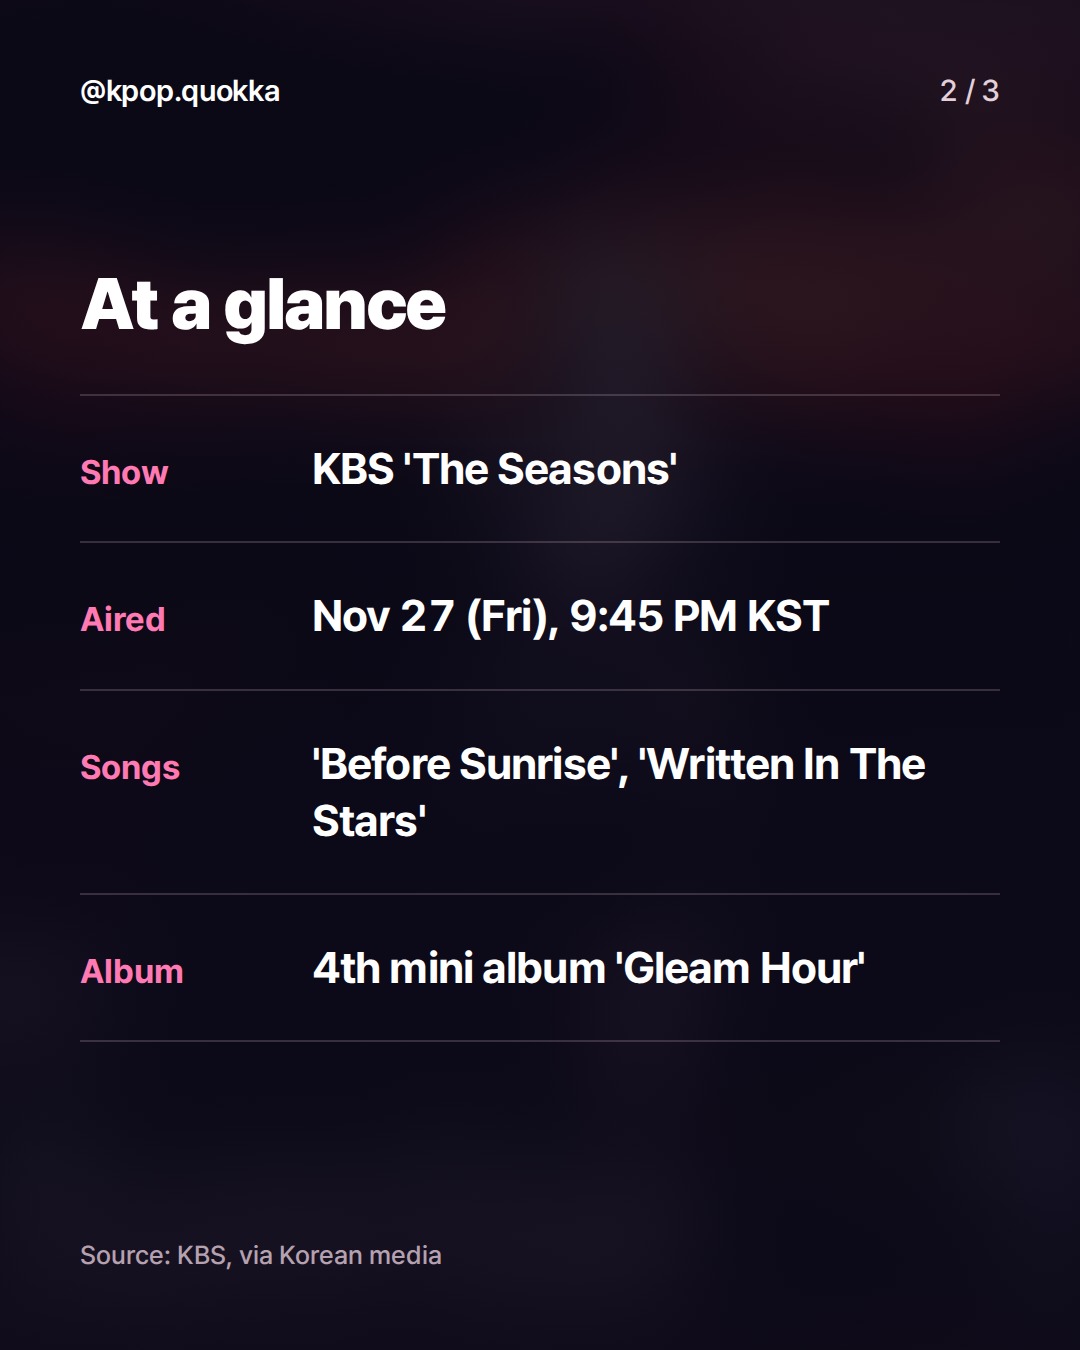 @kpop.quokka
2 / 3
At a glance
Show
KBS 'The Seasons'
Aired
Nov 27 (Fri), 9:45 PM KST
Songs
'Before Sunrise', 'Written In The
Stars'
Album
4th mini album 'Gleam Hour'
Source: KBS, via Korean media